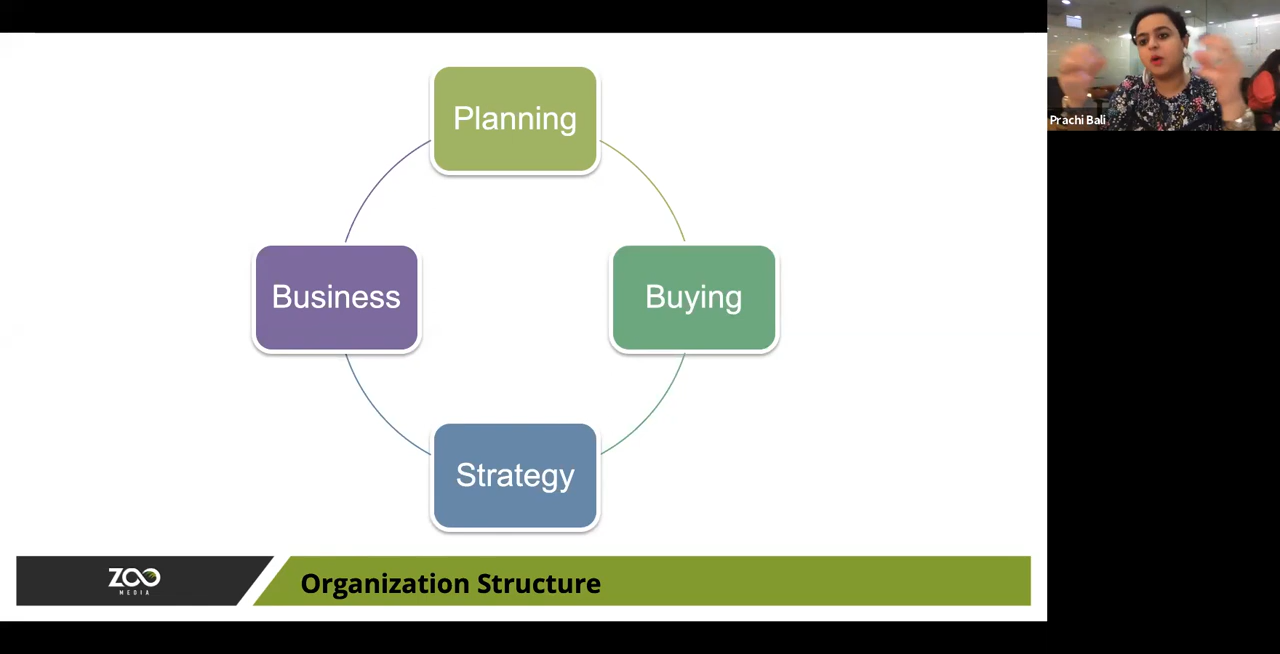 Planning
Prachi Bali
Business
Buying
Strategy
ZOO
MEDIA
Organization Structure